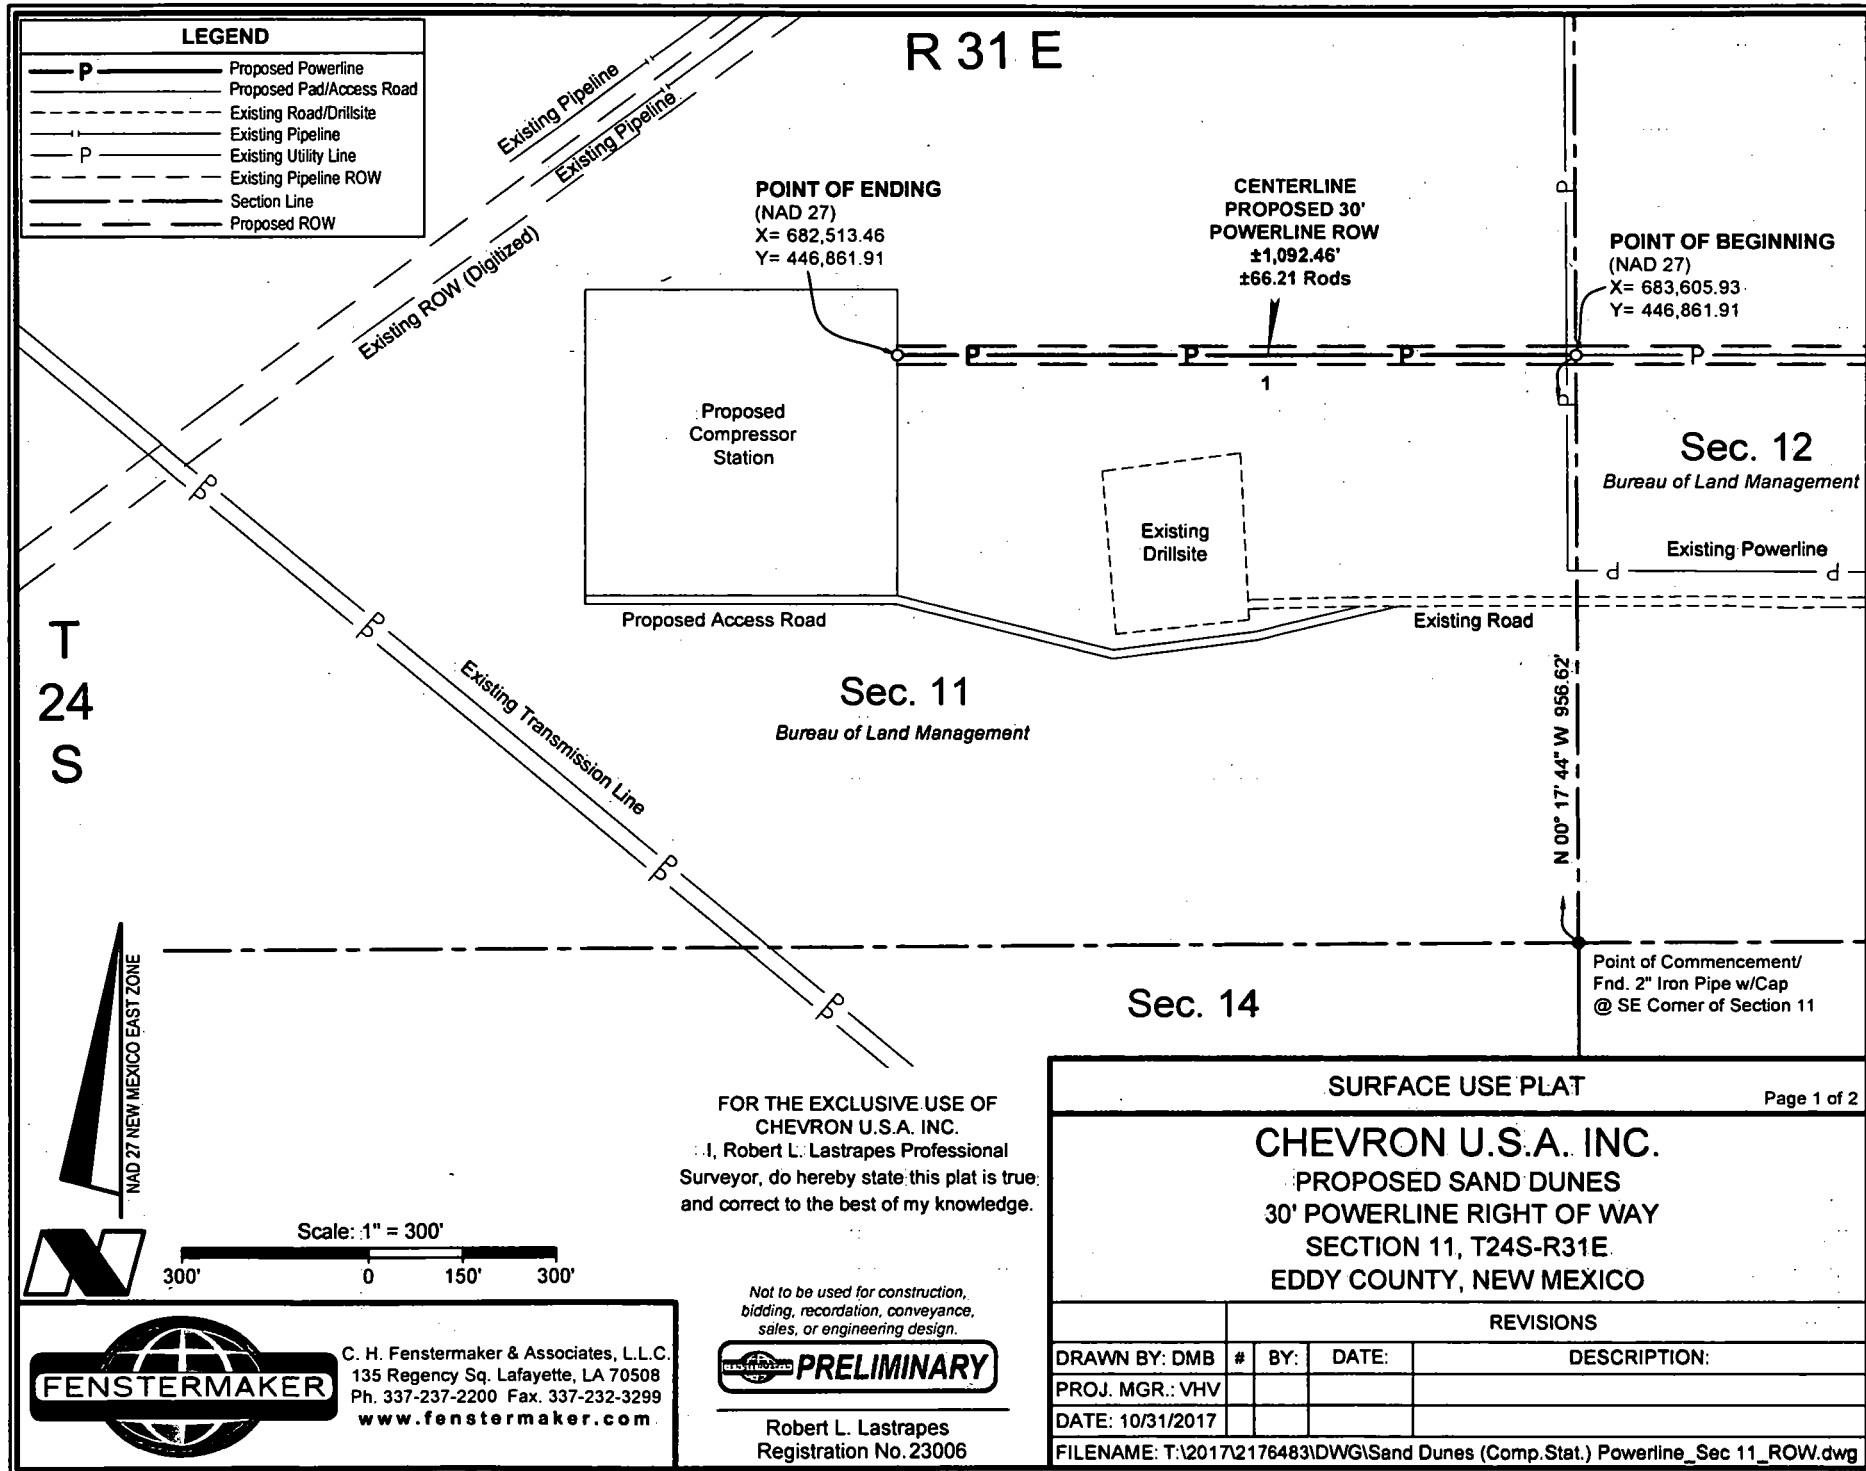 LEGEND
P Proposed Powerline
Proposed Pad/Access Road
Existing Road/Drillsite
Existing Pipeline
P Existing Utility Line
Existing Pipeline ROW
Section Line
Proposed ROW
R 31 E
Existing Pipeline
Existing Pipeline
Existing ROW (Digitized)
POINT OF ENDING
(NAD 27)
X= 682,513.46
Y= 446,861.91
CENTERLINE
PROPOSED 30'
POWERLINE ROW
±1,092.46'
±66.21 Rods
POINT OF BEGINNING
(NAD 27)
X= 683,605.93
Y= 446,861.91
P
P
P P P P
1
P
Proposed
Compressor
Station
Sec. 12
Bureau of Land Management
Existing
Drillsite
Existing Powerline
P P
Proposed Access Road
Existing Road
P
P
P
P
T
24
S
Existing Transmission Line
Sec. 11
Bureau of Land Management
N 00° 17' 44" W 956.62'
P
P
P
P
Point of Commencement/
Fnd. 2" Iron Pipe w/Cap
@ SE Corner of Section 11
Sec. 14
NAD 27 NEW MEXICO EAST ZONE
N
Scale: 1" = 300'
300' 0 150' 300'
FOR THE EXCLUSIVE USE OF
CHEVRON U.S.A. INC.
I, Robert L. Lastrapes Professional
Surveyor, do hereby state this plat is true
and correct to the best of my knowledge.
Not to be used for construction,
bidding, recordation, conveyance,
sales, or engineering design.
FENSTERMAKER PRELIMINARY
Robert L. Lastrapes
Registration No. 23006
FENSTERMAKER
C. H. Fenstermaker & Associates, L.L.C.
135 Regency Sq. Lafayette, LA 70508
Ph. 337-237-2200 Fax. 337-232-3299
www.fenstermaker.com
SURFACE USE PLAT
Page 1 of 2
CHEVRON U.S.A. INC.
PROPOSED SAND DUNES
30' POWERLINE RIGHT OF WAY
SECTION 11, T24S-R31E
EDDY COUNTY, NEW MEXICO
REVISIONS
DRAWN BY: DMB # BY: DATE: DESCRIPTION:
PROJ. MGR.: VHV
DATE: 10/31/2017
FILENAME: T:\2017\2176483\DWG\Sand Dunes (Comp.Stat.) Powerline_Sec 11_ROW.dwg